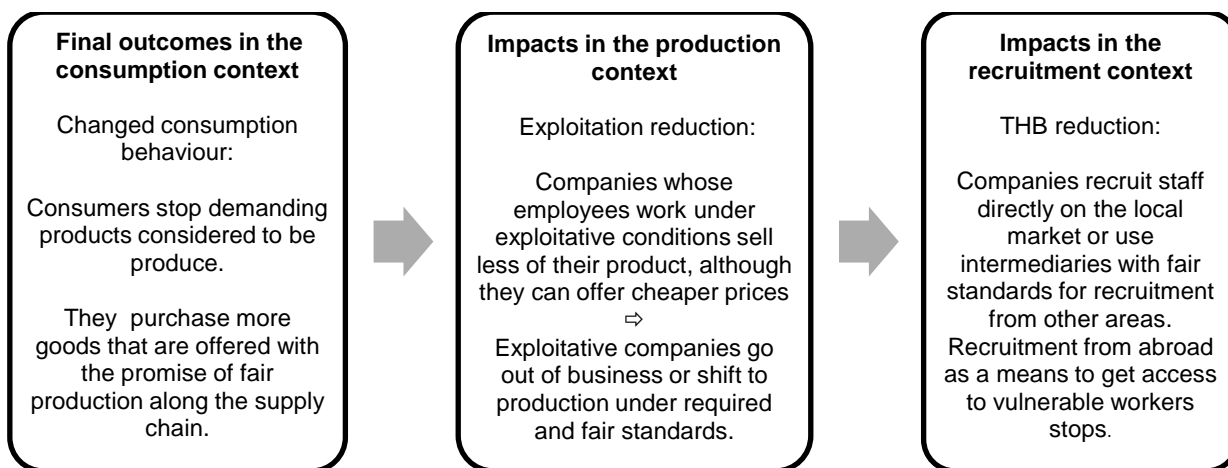 Final outcomes in the
consumption context
Changed consumption
behaviour:
Consumers stop demanding
products considered to be
produce.
They purchase more
goods that are offered with
the promise of fair
production along the supply
chain.
Impacts in the production
context
Exploitation reduction:
Companies whose
employees work under
exploitative conditions sell
less of their product, although
they can offer cheaper prices
⇨
Exploitative companies go
out of business or shift to
production under required
and fair standards.
Impacts in the
recruitment context
THB reduction:
Companies recruit staff
directly on the local
market or use
intermediaries with fair
standards for recruitment
from other areas.
Recruitment from abroad
as a means to get access
to vulnerable workers
stops.